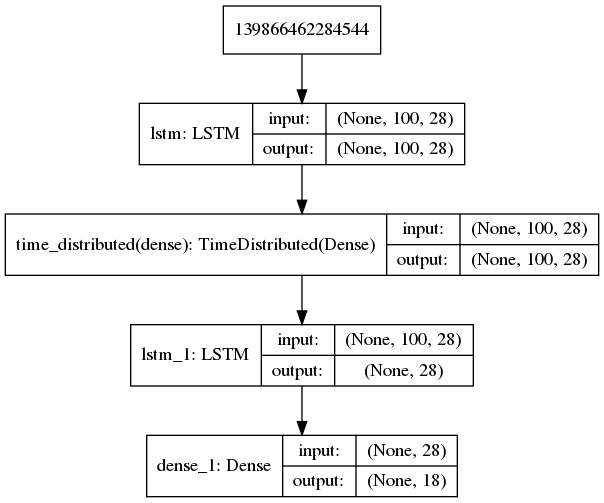 139866462284544
lstm: LSTM
input:
(None, 100, 28)
output:
(None, 100, 28)
time_distributed(dense): TimeDistributed(Dense)
input:
(None, 100, 28)
output:
(None, 100, 28)
lstm_1: LSTM
input:
(None, 100, 28)
output:
(None, 28)
dense_1: Dense
input:
(None, 28)
output:
(None, 18)